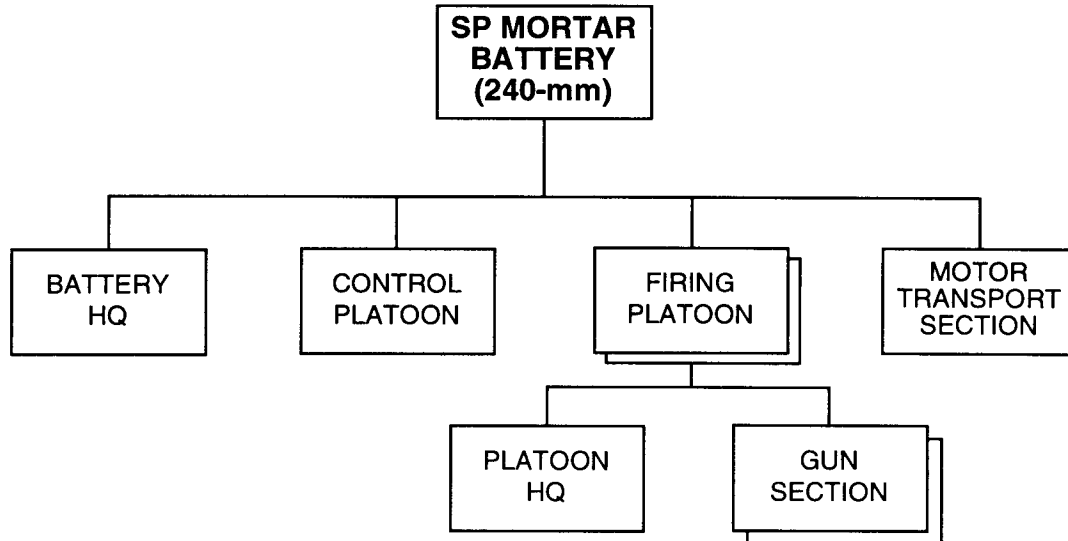 SP MORTAR
BATTERY
(240-mm)
BATTERY
HQ
CONTROL
PLATOON
FIRING
PLATOON
MOTOR
TRANSPORT
SECTION
PLATOON
HQ
GUN
SECTION